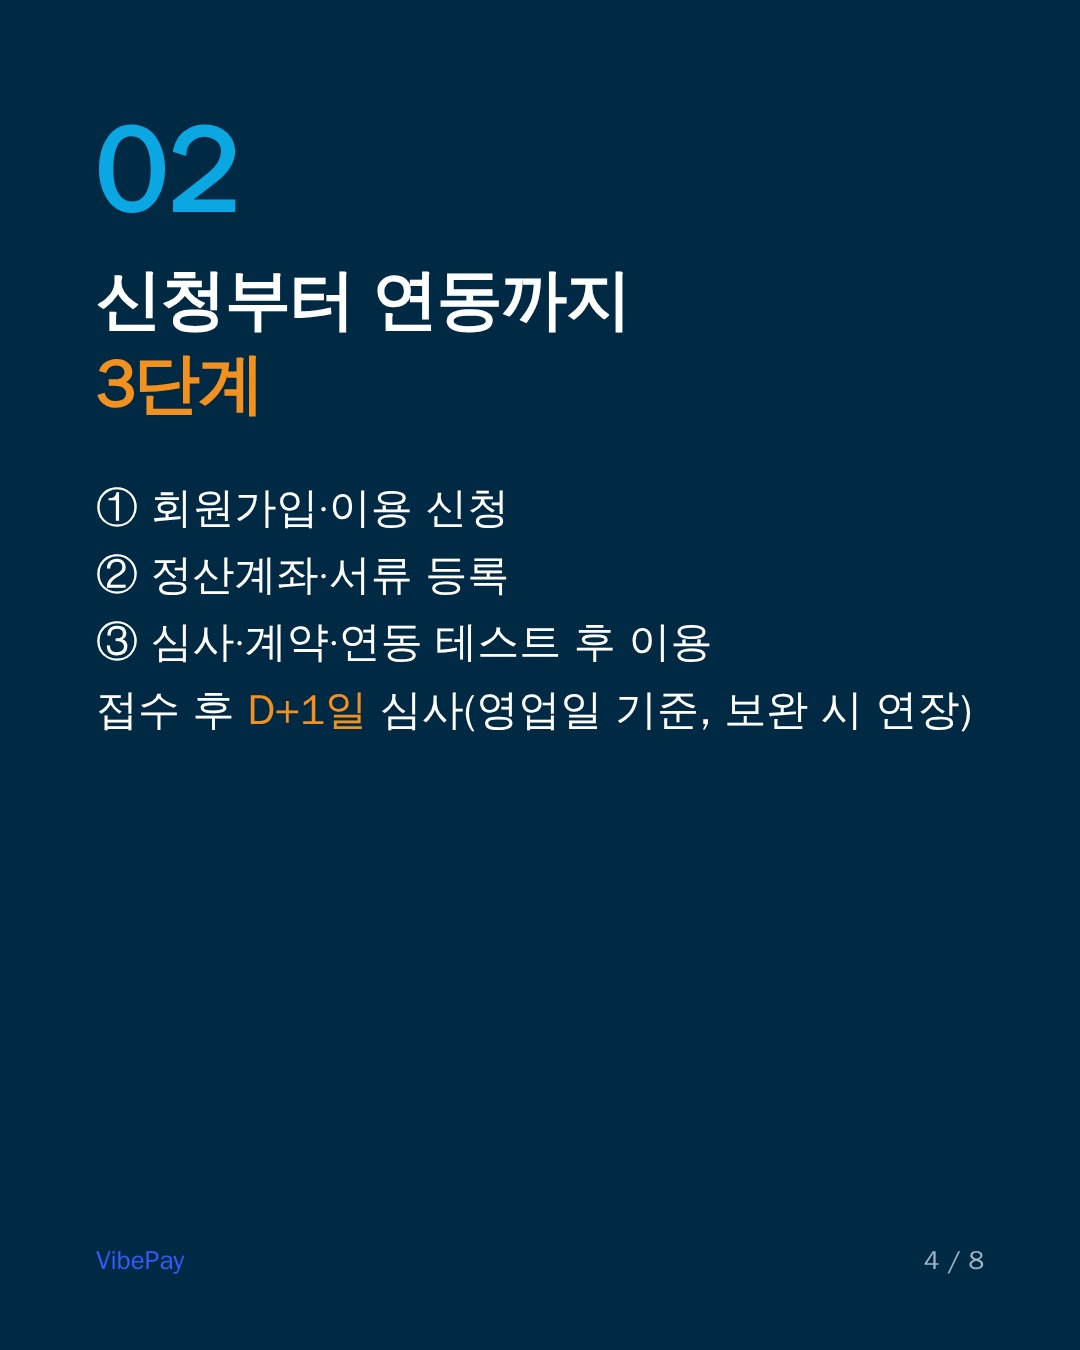 02
신청부터 연동까지
3단계
① 회원가입·이용 신청
② 정산계좌·서류 등록
③ 심사·계약·연동 테스트 후 이용
접수 후 D+1일 심사(영업일 기준, 보완 시 연장)
VibePay
4 / 8